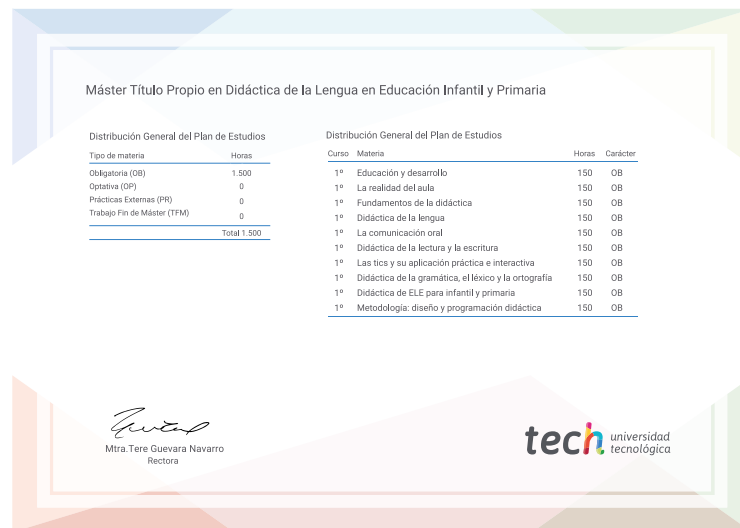 Máster Título Propio en Didáctica de la Lengua en Educación Infantil y Primaria
Distribución General del Plan de Estudios
Tipo de materia Horas
Obligatoria (OB) 1.500
Optativa (OP) 0
Prácticas Externas (PR) 0
Trabajo Fin de Máster (TFM) 0
Total 1.500
Distribución General del Plan de Estudios
Curso Materia Horas Carácter
1º Educación y desarrollo 150 OB
1º La realidad del aula 150 OB
1º Fundamentos de la didáctica 150 OB
1º Didáctica de la lengua 150 OB
1º La comunicación oral 150 OB
1º Didáctica de la lectura y la escritura 150 OB
1º Las tics y su aplicación práctica e interactiva 150 OB
1º Didáctica de la gramática, el léxico y la ortografía 150 OB
1º Didáctica de ELE para infantil y primaria 150 OB
1º Metodología: diseño y programación didáctica 150 OB
Mtra.Tere Guevara Navarro
Rectora
tech universidad
tecnológica